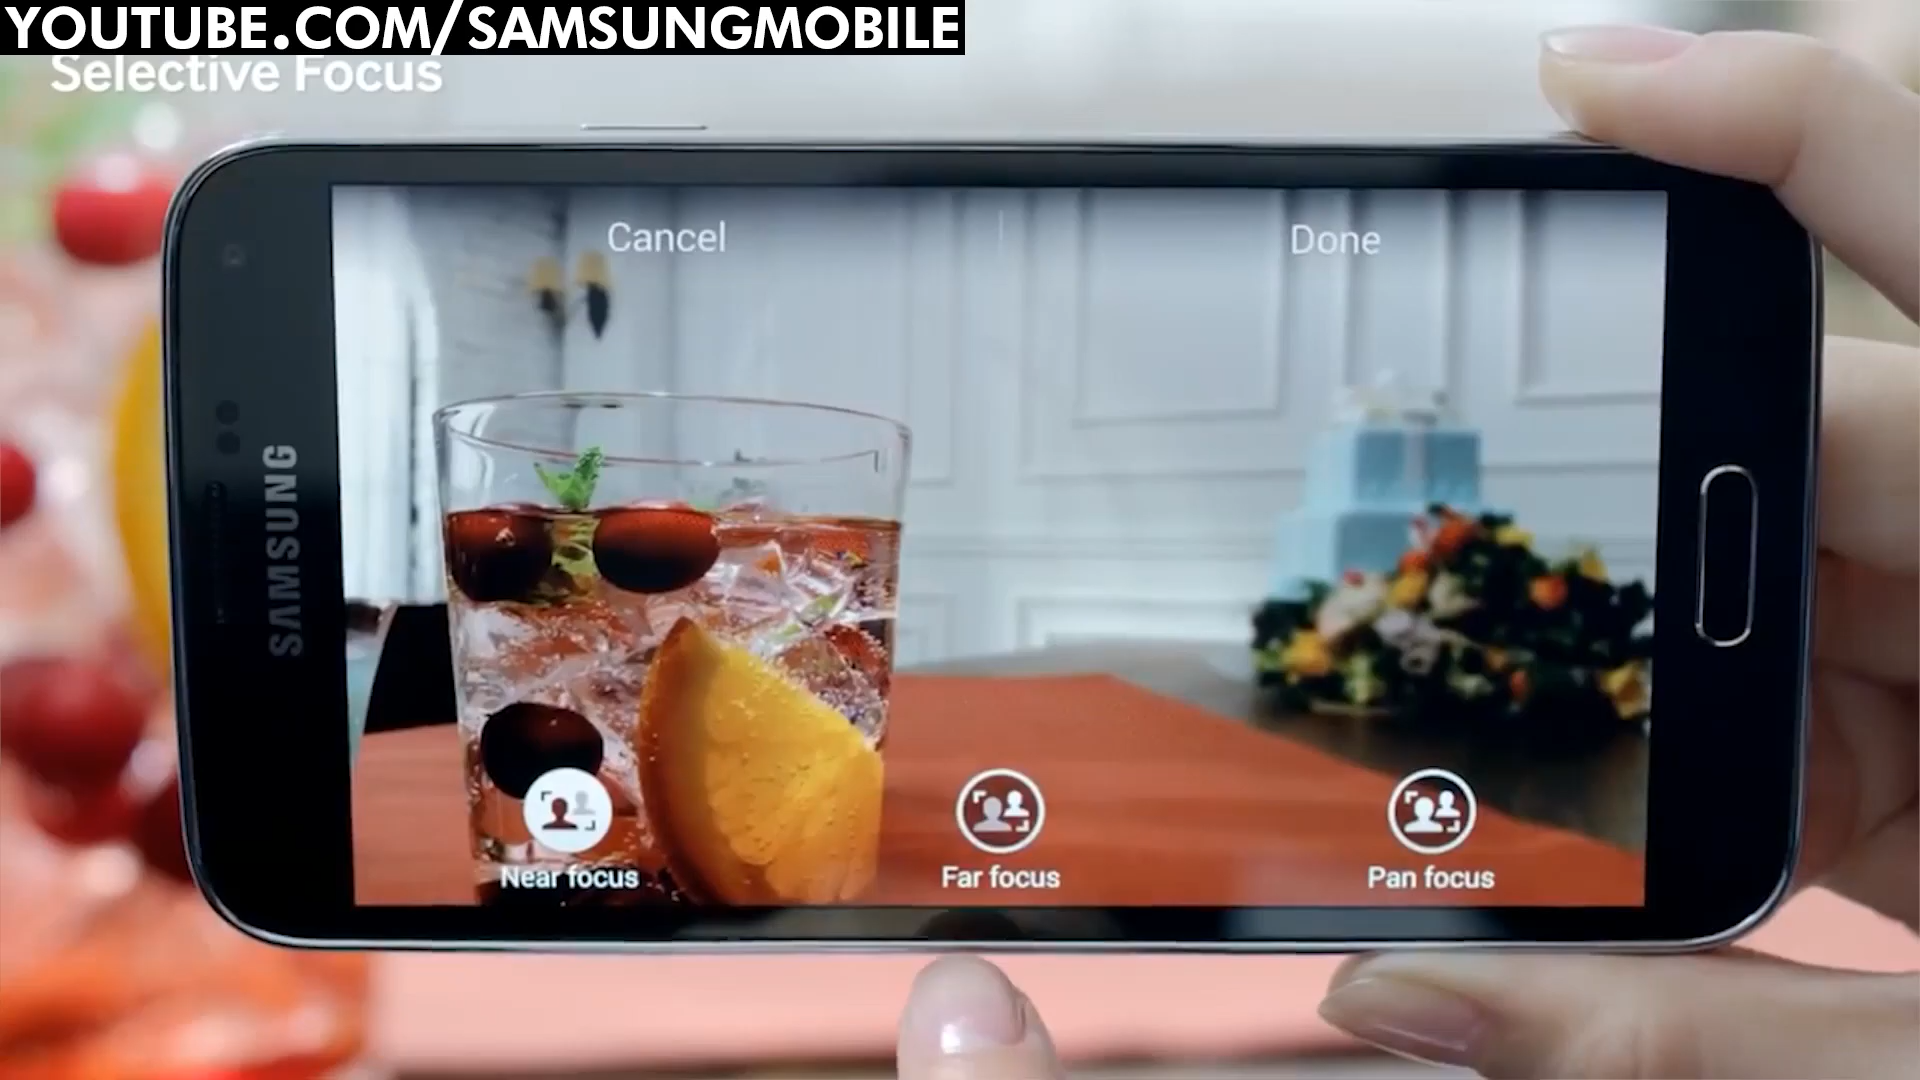 YOUTUBE.COM/SAMSUNGMOBILE
Selective Focus
Cancel
Done
SAMSUNG
Near focus
Far focus
Pan focus